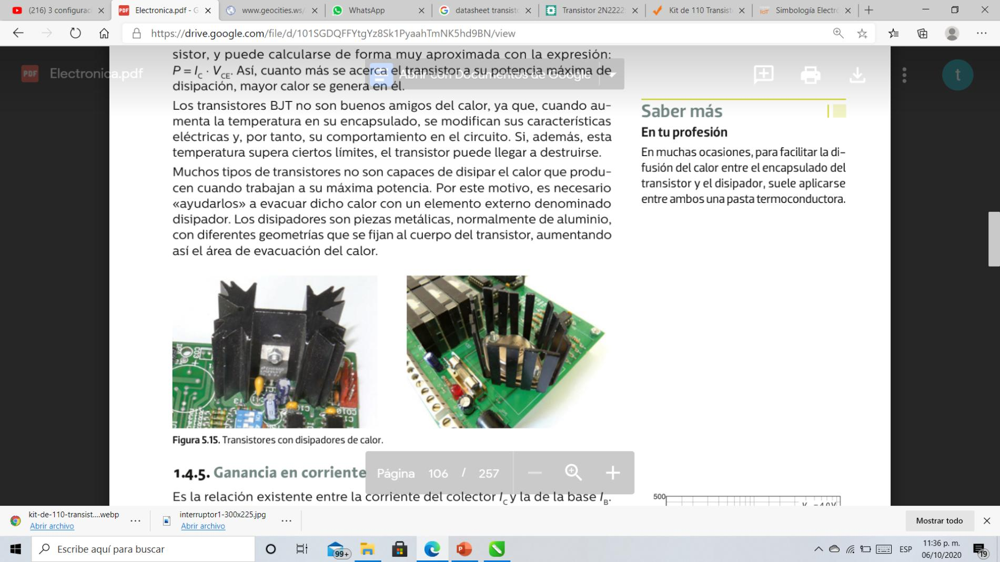 (216) 3 configurac
Electronica.pdf - G
www.geocities.ws/
WhatsApp
datasheet transisto
Transistor 2N2222
Kit de 110 Transist
Simbología Electró
https://drive.google.com/file/d/101SGDQFFYtgYz8Sk1PyaahTmNK5hd9BN/view
PDF Electronica.pdf
Abrir con Documentos de Google
t
sistor, y puede calcularse de forma muy aproximada con la expresión:
P = IC · VCE. Así, cuanto más se acerca el transistor a su potencia máxima de
disipación, mayor calor se genera en él.
Los transistores BJT no son buenos amigos del calor, ya que, cuando au-
menta la temperatura en su encapsulado, se modifican sus características
eléctricas y, por tanto, su comportamiento en el circuito. Si, además, esta
temperatura supera ciertos límites, el transistor puede llegar a destruirse.
Muchos tipos de transistores no son capaces de disipar el calor que produ-
cen cuando trabajan a su máxima potencia. Por este motivo, es necesario
«ayudarlos» a evacuar dicho calor con un elemento externo denominado
disipador. Los disipadores son piezas metálicas, normalmente de aluminio,
con diferentes geometrías que se fijan al cuerpo del transistor, aumentando
así el área de evacuación del calor.
Saber más
En tu profesión
En muchas ocasiones, para facilitar la di-
fusión del calor entre el encapsulado del
transistor y el disipador, suele aplicarse
entre ambos una pasta termoconductora.
Figura 5.15. Transistores con disipadores de calor.
1.4.5. Ganancia en corriente
Página 106 / 257
Es la relación existente entre la corriente del colector IC y la de la base IB.
500
kit-de-110-transist....webp
Abrir archivo
interruptor1-300x225.jpg
Abrir archivo
Mostrar todo
Escribe aquí para buscar
99+
ESP
11:36 p. m.
06/10/2020
19